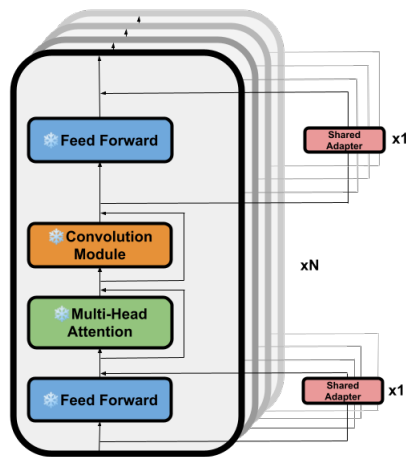 Feed Forward
Shared
Adapter
x1
Convolution
Module
xN
Multi-Head
Attention
Feed Forward
Shared
Adapter
x1